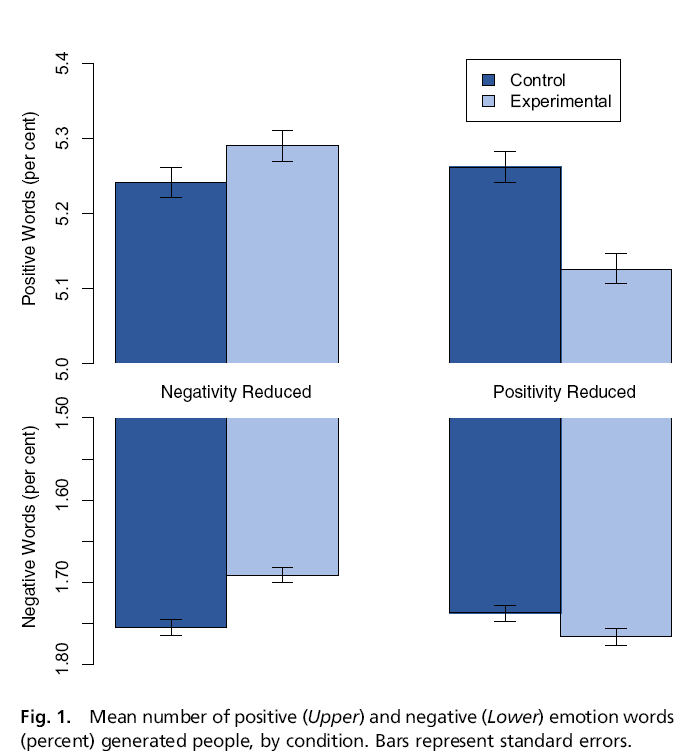 Control
Experimental
Positive Words (per cent)
5.4
5.3
5.2
5.1
5.0
Negativity Reduced
Positivity Reduced
Negative Words (per cent)
1.50
1.60
1.70
1.80
Fig. 1. Mean number of positive (Upper) and negative (Lower) emotion words
(percent) generated people, by condition. Bars represent standard errors.